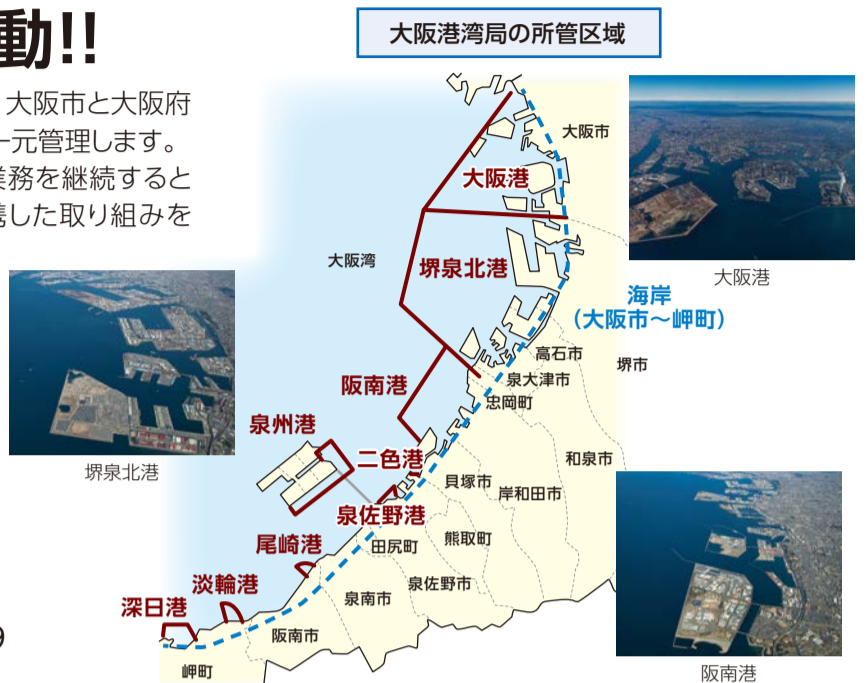 動!!
大阪市と大阪府
一元管理します。
業務を継続すると
携した取り組みを
大阪港湾局の所管区域
大阪市
大阪港
大阪港
大阪湾
堺泉北港
海岸
(大阪市〜岬町)
高石市
堺市
泉大津市
忠岡町
阪南港
泉州港
二色港
和泉市
堺泉北港
貝塚市
岸和田市
泉佐野港
尾崎港
田尻町
熊取町
淡輪港
泉佐野市
深日港
泉南市
阪南市
岬町
阪南港
9